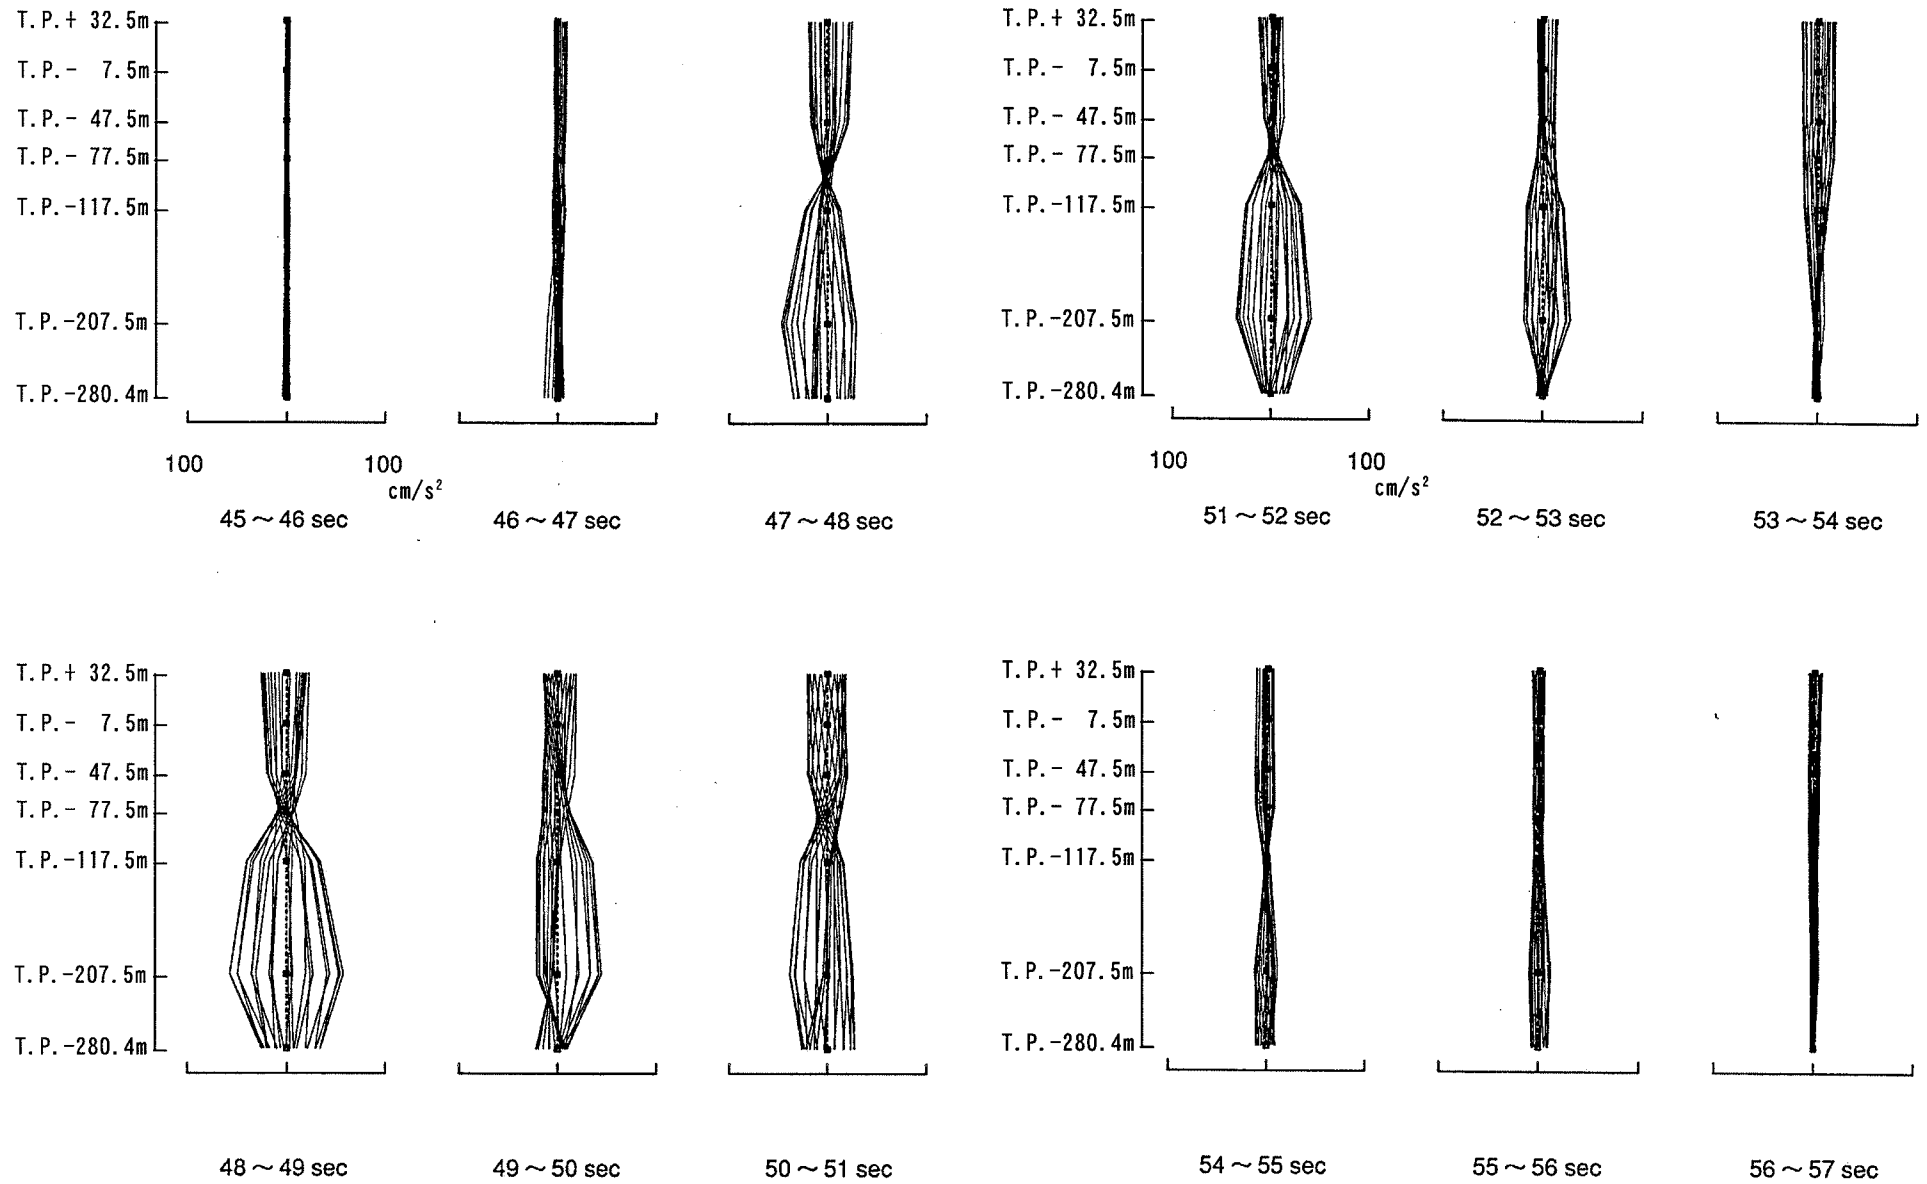 T.P.+ 32.5m
T.P.- 7.5m
T.P.- 47.5m
T.P.- 77.5m
T.P.-117.5m
T.P.-207.5m
T.P.-280.4m
100 100
cm/s²
45~46 sec 46~47 sec 47~48 sec
T.P.+ 32.5m
T.P.- 7.5m
T.P.- 47.5m
T.P.- 77.5m
T.P.-117.5m
T.P.-207.5m
T.P.-280.4m
100 100
cm/s²
51~52 sec 52~53 sec 53~54 sec
T.P.+ 32.5m
T.P.- 7.5m
T.P.- 47.5m
T.P.- 77.5m
T.P.-117.5m
T.P.-207.5m
T.P.-280.4m
48~49 sec 49~50 sec 50~51 sec
T.P.+ 32.5m
T.P.- 7.5m
T.P.- 47.5m
T.P.- 77.5m
T.P.-117.5m
T.P.-207.5m
T.P.-280.4m
54~55 sec 55~56 sec 56~57 sec